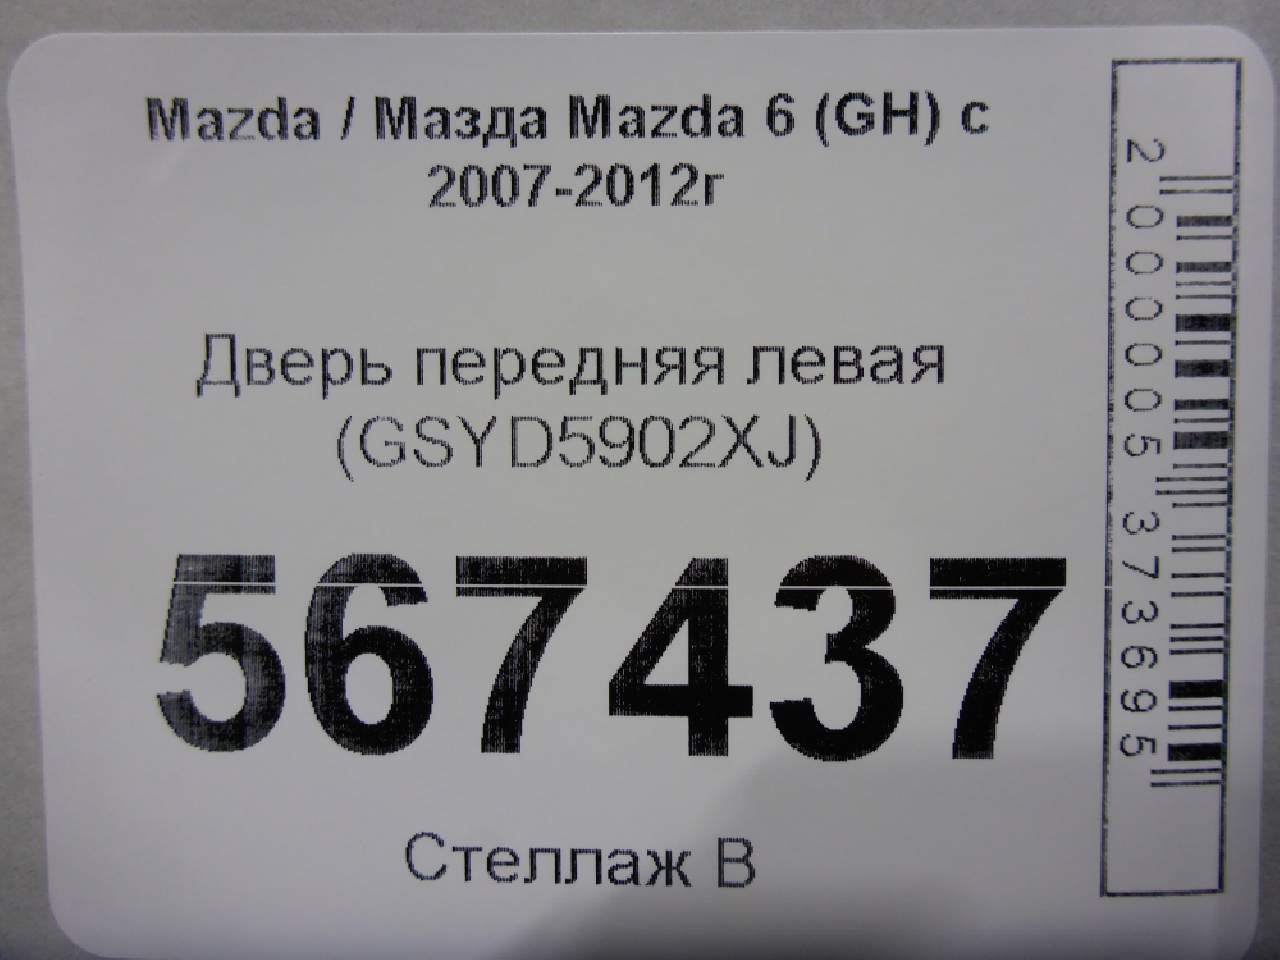 Mazda / Мазда Mazda 6 (GH) с
2007-2012г
Дверь передняя левая
(GSYD5902XJ)
567437
Стеллаж В
2000005373695